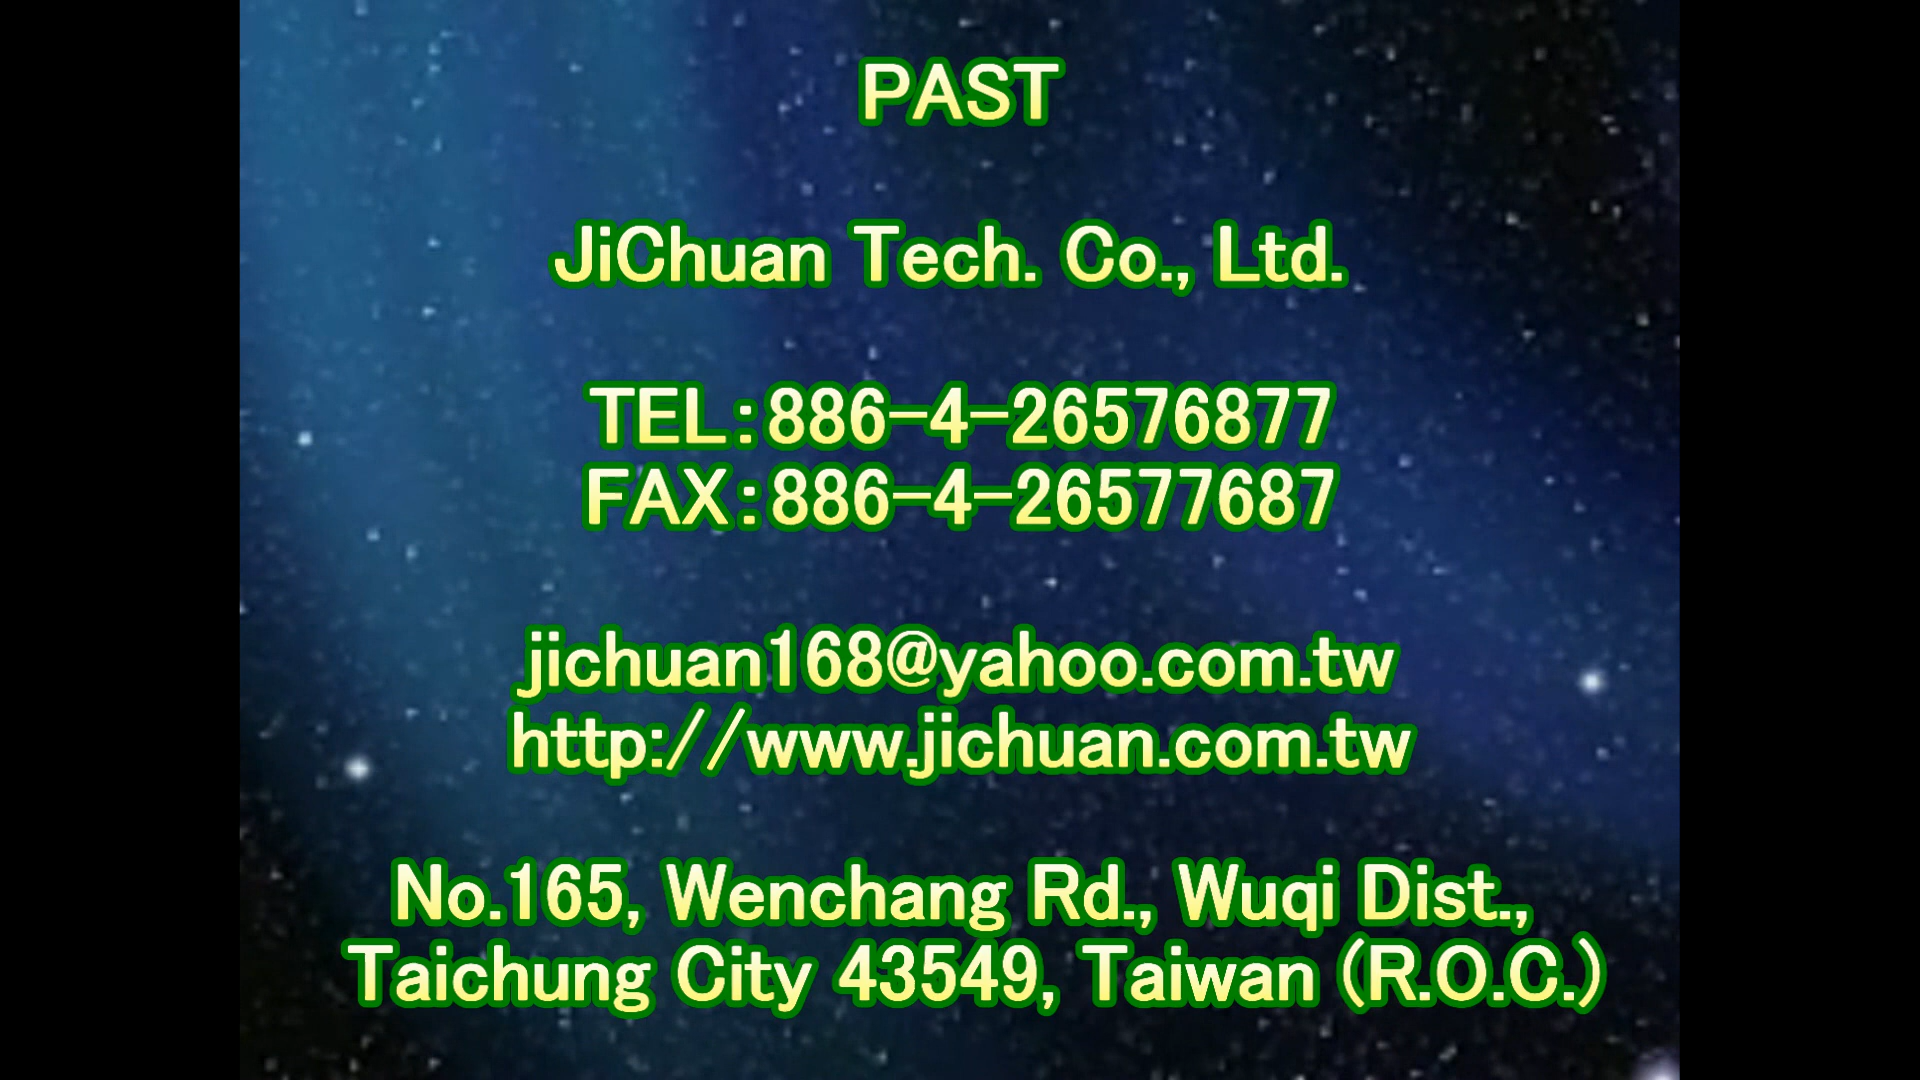 PAST
JiChuan Tech. Co., Ltd.
TEL:886-4-26576877
FAX:886-4-26577687
jichuan168@yahoo.com.tw
http://www.jichuan.com.tw
No.165, Wenchang Rd., Wuqi Dist.,
Taichung City 43549, Taiwan (R.O.C.)